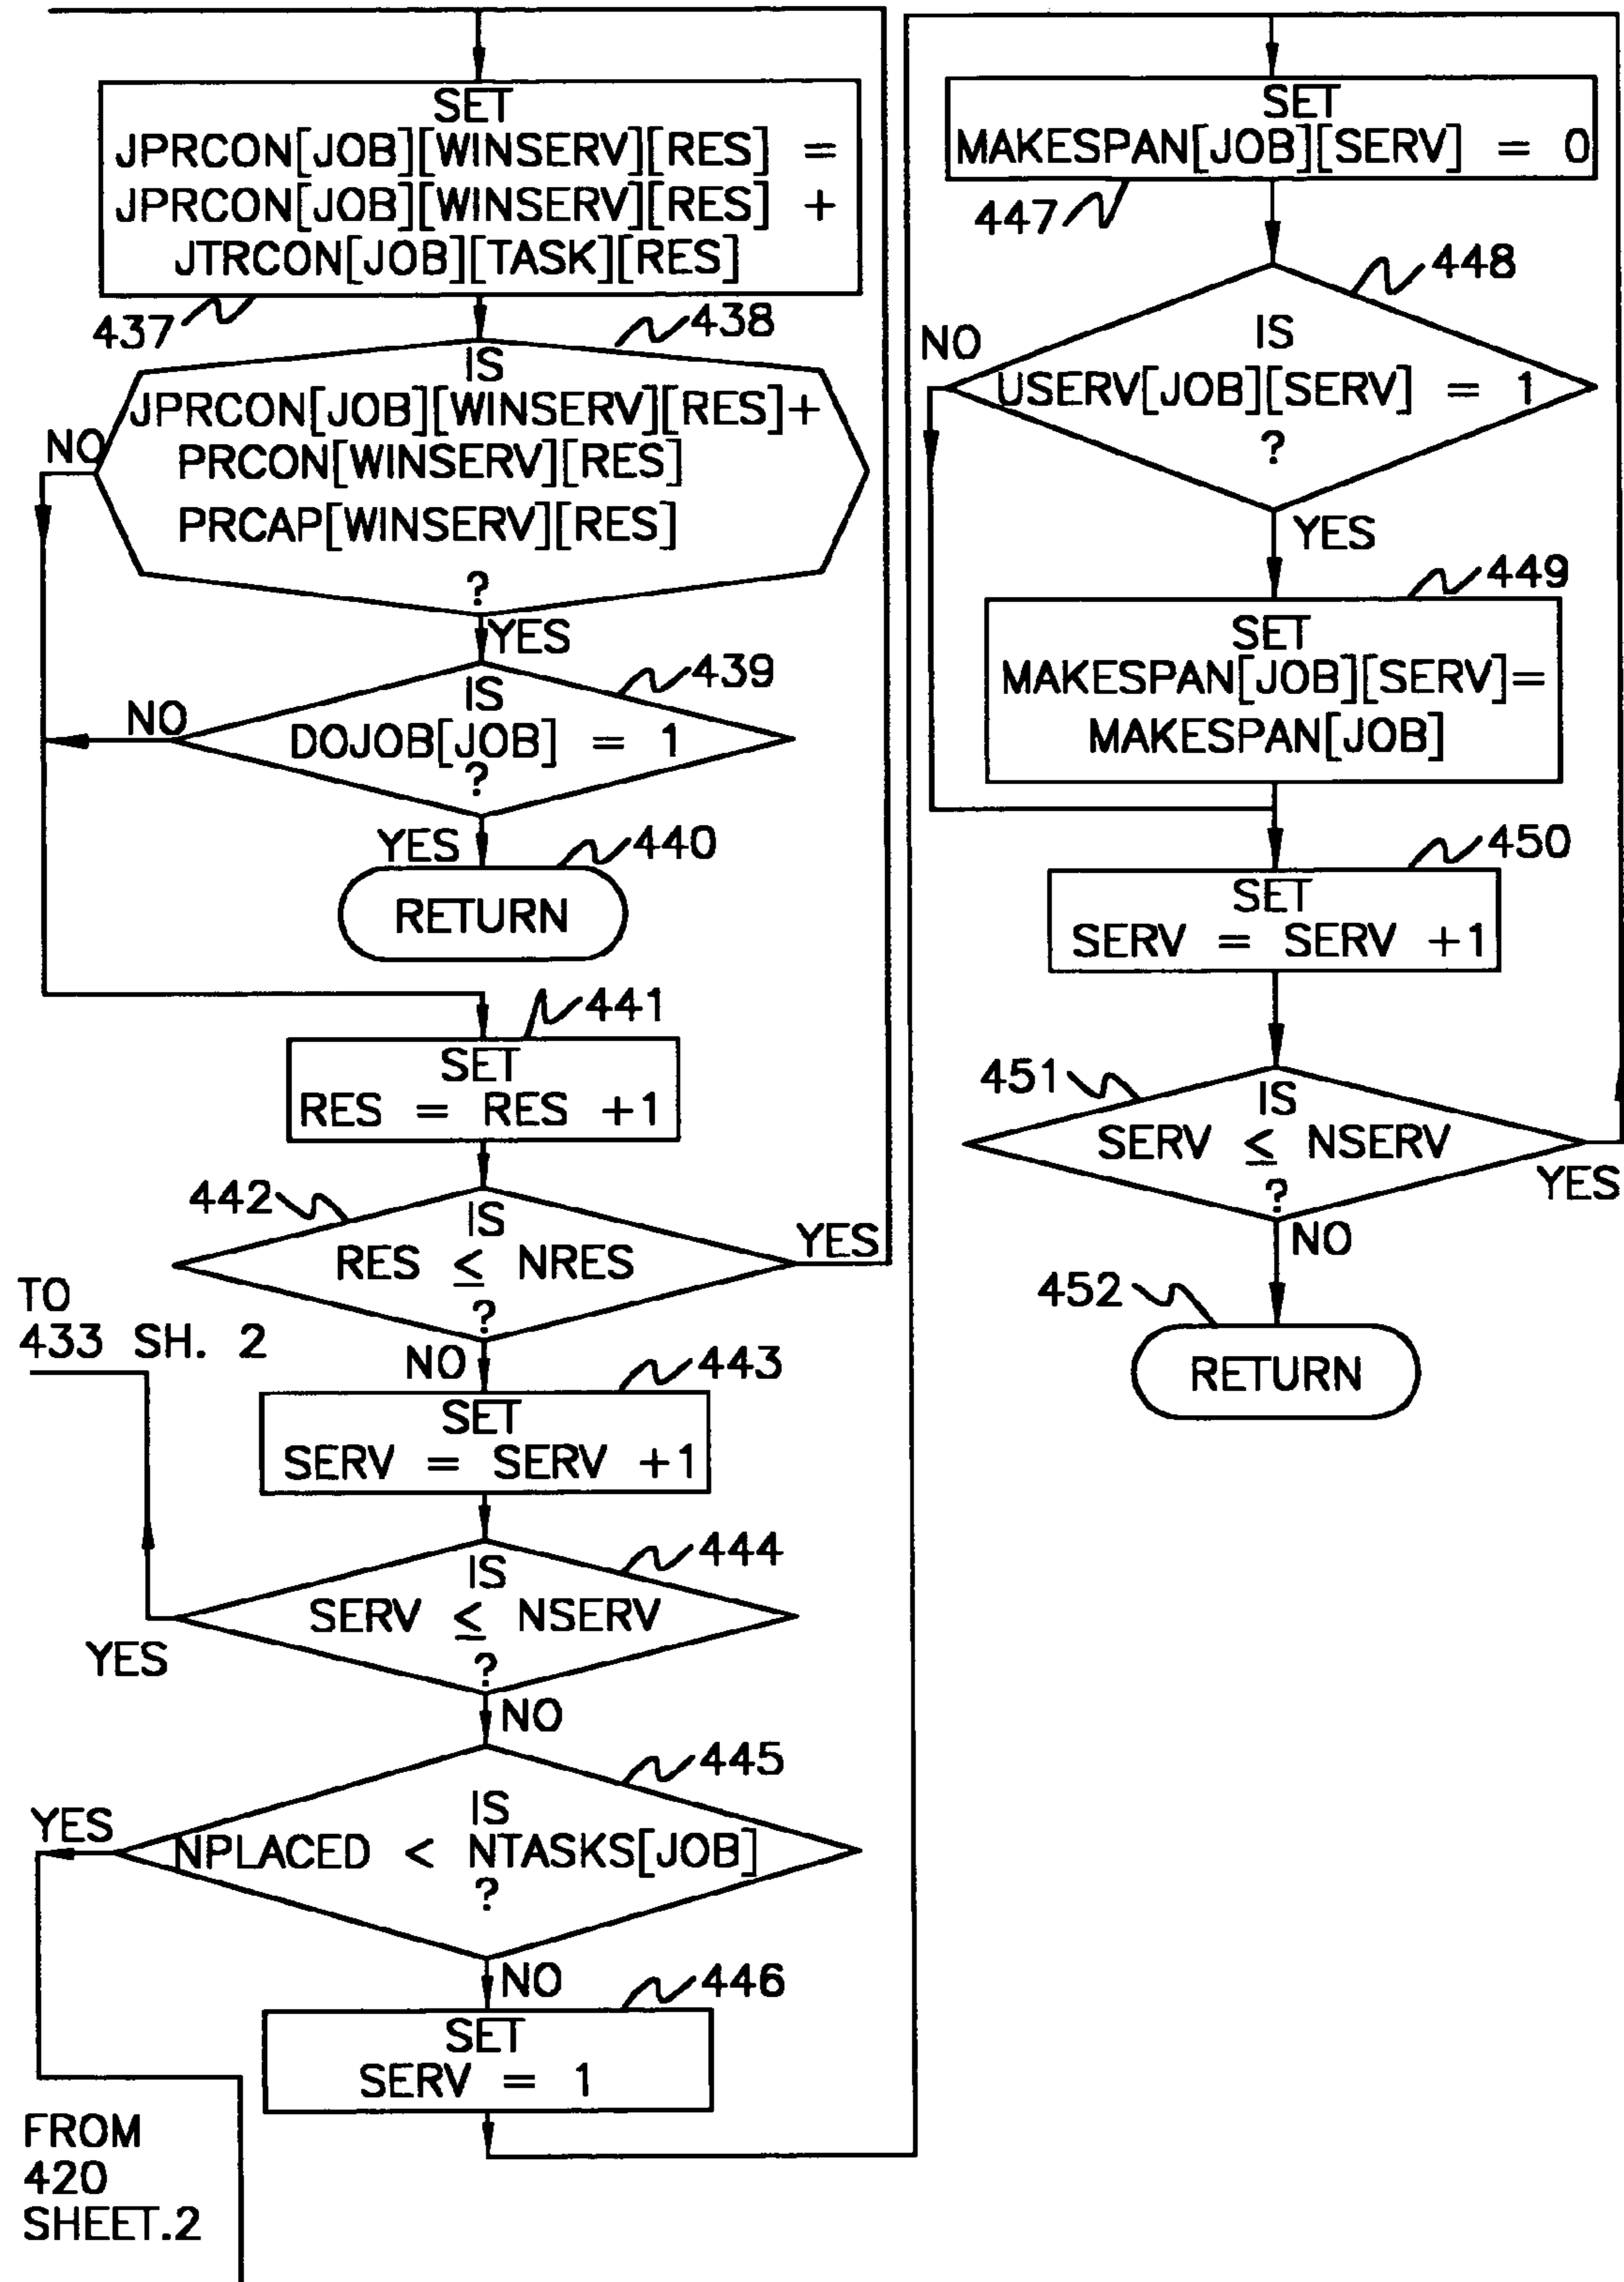 SET
JPRCON[JOB][WINSERV][RES] =
JPRCON[JOB][WINSERV][RES] +
JTRCON[JOB][TASK][RES]
437
438
IS
JPRCON[JOB][WINSERV][RES]+
PRCON[WINSERV][RES]
PRCAP[WINSERV][RES]
?
NO
YES
439
IS
DOJOB[JOB] = 1
?
NO
YES
440
RETURN
441
SET
RES = RES +1
442
IS
RES ≤ NRES
?
YES
TO
433 SH. 2
NO
443
SET
SERV = SERV +1
444
IS
SERV ≤ NSERV
?
YES
NO
445
IS
NPLACED < NTASKS[JOB]
?
YES
NO
446
SET
SERV = 1
FROM
420
SHEET.2
SET
MAKESPAN[JOB][SERV] = 0
447
448
IS
USERV[JOB][SERV] = 1
?
NO
YES
449
SET
MAKESPAN[JOB][SERV]=
MAKESPAN[JOB]
450
SET
SERV = SERV +1
451
IS
SERV ≤ NSERV
?
YES
NO
452
RETURN